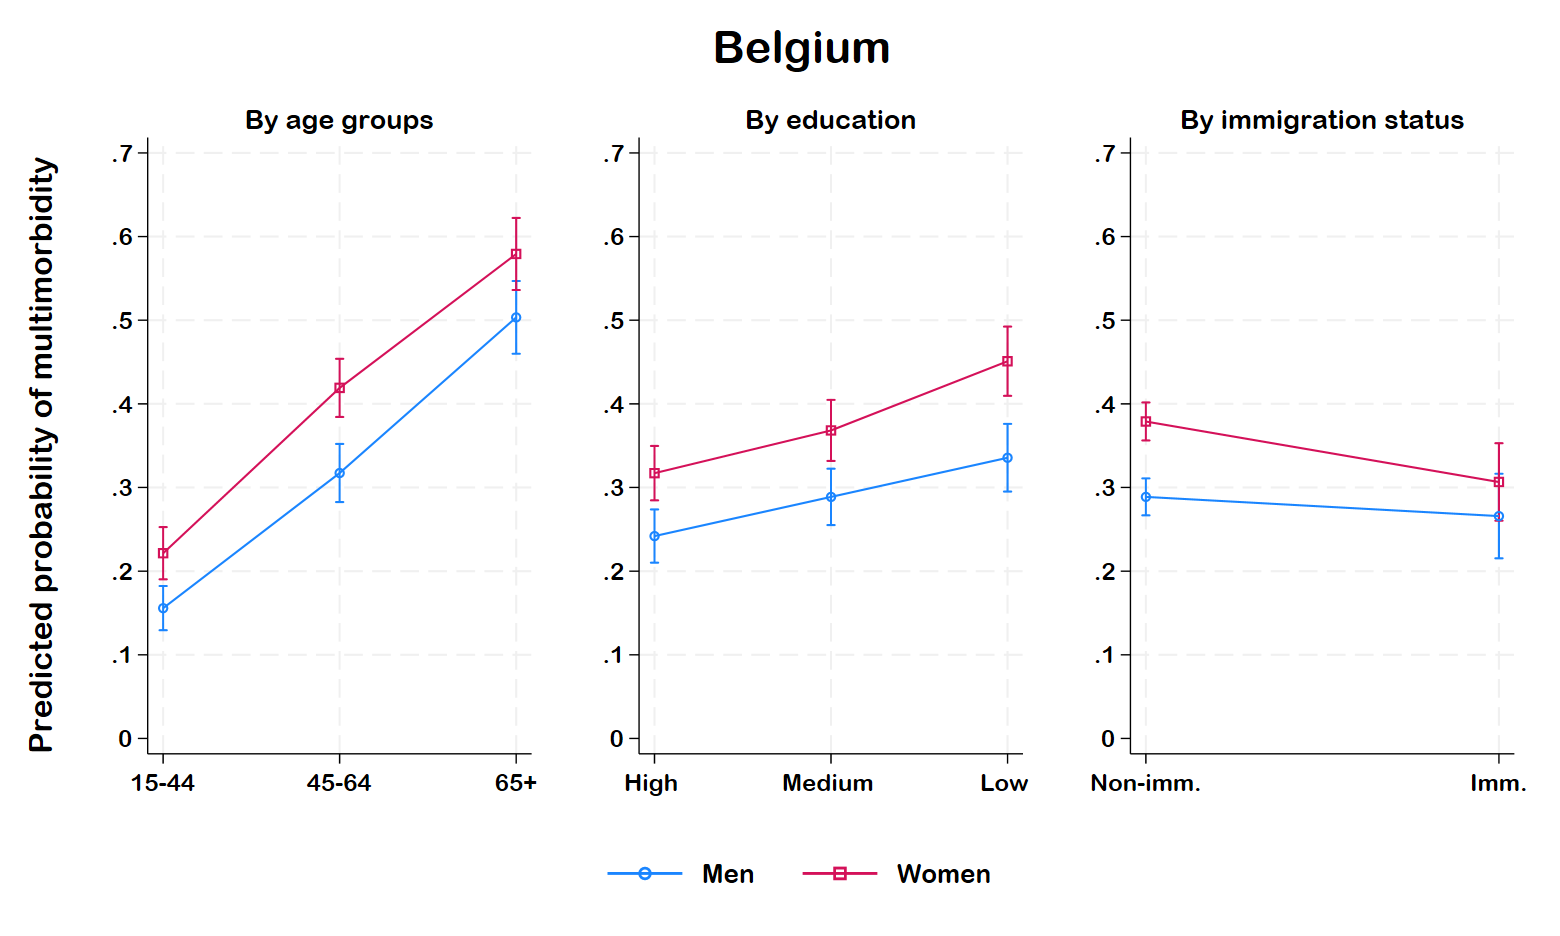 Belgium
Predicted probability of multimorbidity
By age groups
.7
.6
.5
.4
.3
.2
.1
0
15-44 45-64 65+
By education
.7
.6
.5
.4
.3
.2
.1
0
High Medium Low
By immigration status
.7
.6
.5
.4
.3
.2
.1
0
Non-imm. Imm.
Men Women